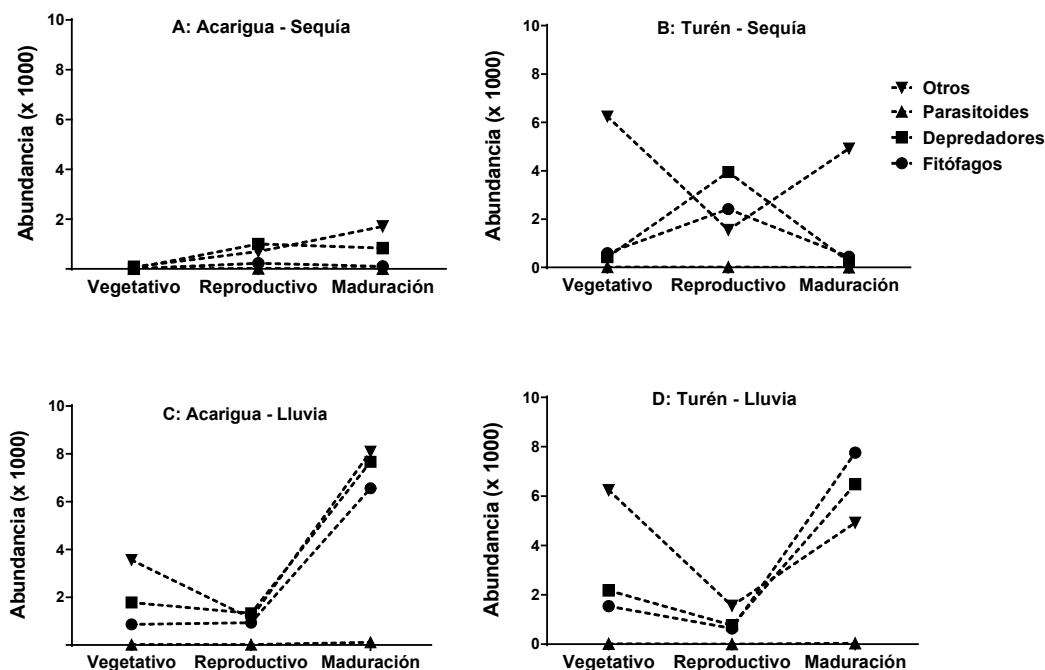 A: Acarigua - Sequía
Abundancia (x 1000)
10
8
6
4
2
Vegetativo Reproductivo Maduración
B: Turén - Sequía
Abundancia (x 1000)
10
8
6
4
2
0
Vegetativo Reproductivo Maduración
Otros
Parasitoides
Depredadores
Fitófagos
C: Acarigua - Lluvia
Abundancia (x 1000)
10
8
6
4
2
Vegetativo Reproductivo Maduración
D: Turén - Lluvia
Abundancia (x 1000)
10
8
6
4
2
0
Vegetativo Reproductivo Maduración